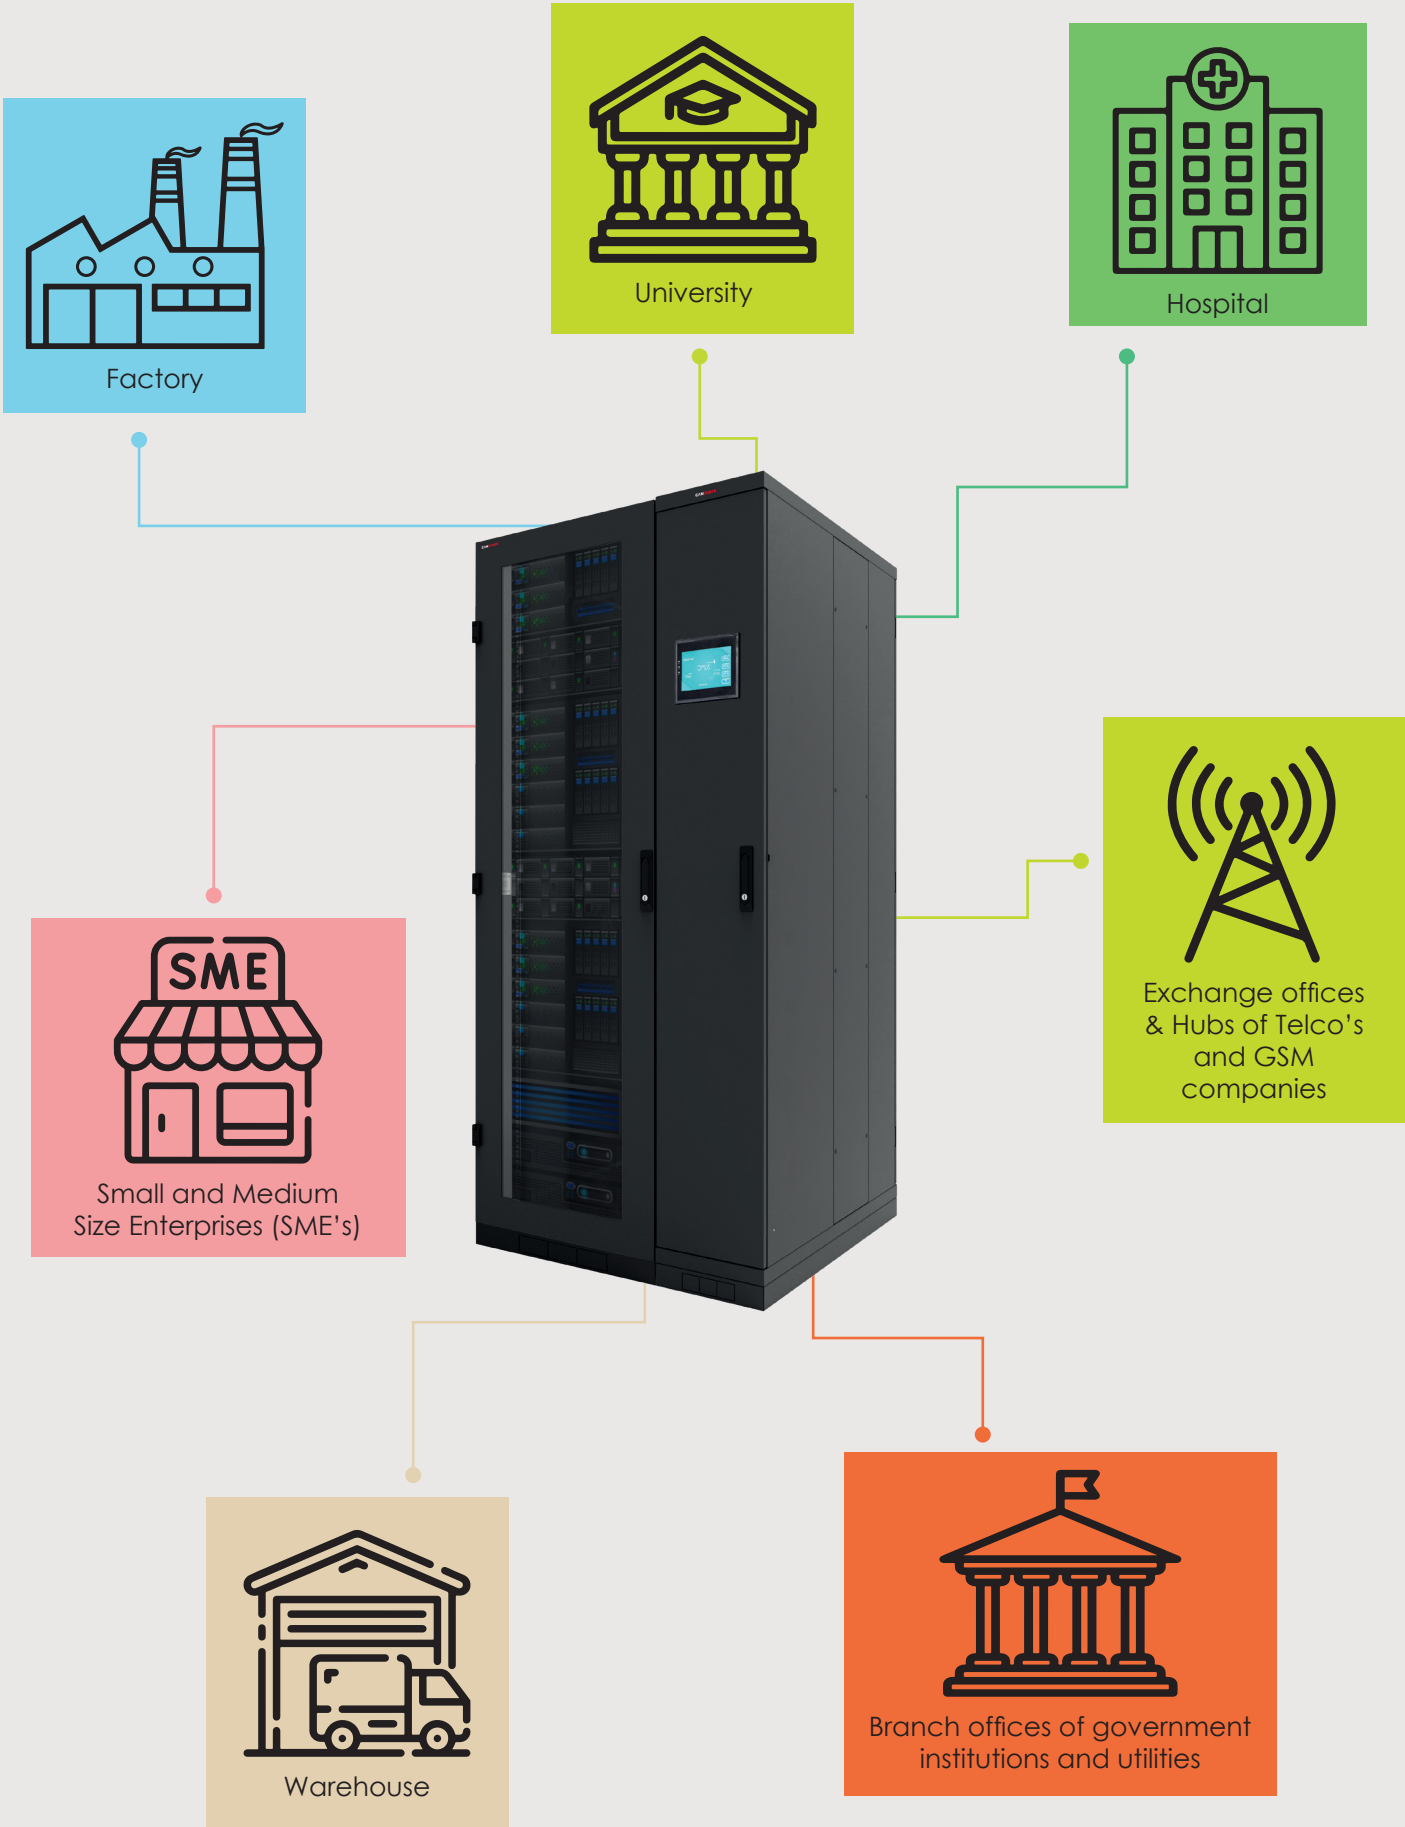 University
Hospital
Factory
SME
Exchange offices
& Hubs of Telco's
and GSM
companies
Small and Medium
Size Enterprises (SME's)
Branch offices of government
institutions and utilities
Warehouse